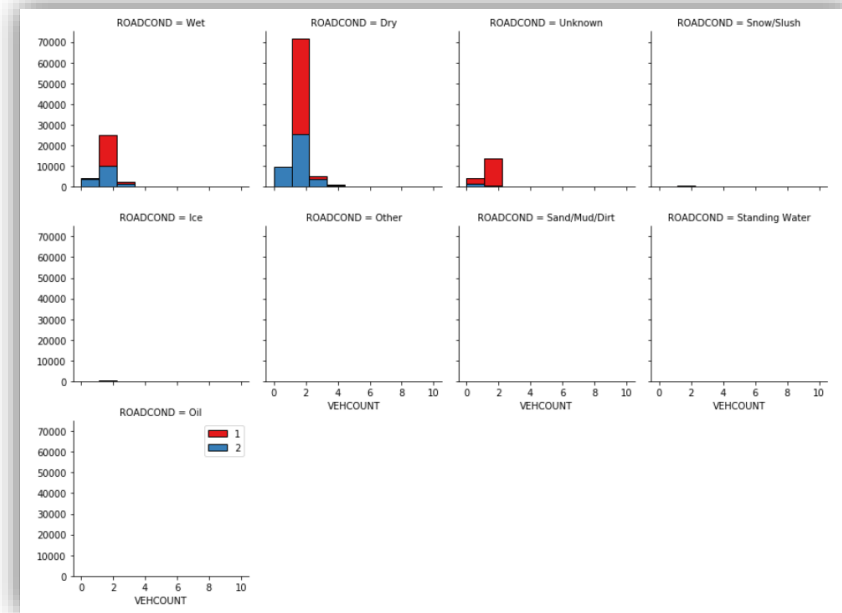 ROADCOND = Wet
ROADCOND = Dry
ROADCOND = Unknown
ROADCOND = Snow/Slush
70000
60000
50000
40000
30000
20000
10000
0
ROADCOND = Ice
ROADCOND = Other
ROADCOND = Sand/Mud/Dirt
ROADCOND = Standing Water
70000
60000
50000
40000
30000
20000
10000
0
0 2 4 6 8 10
VEHCOUNT
0 2 4 6 8 10
VEHCOUNT
0 2 4 6 8 10
VEHCOUNT
ROADCOND = Oil
1
2
70000
60000
50000
40000
30000
20000
10000
0
0 2 4 6 8 10
VEHCOUNT